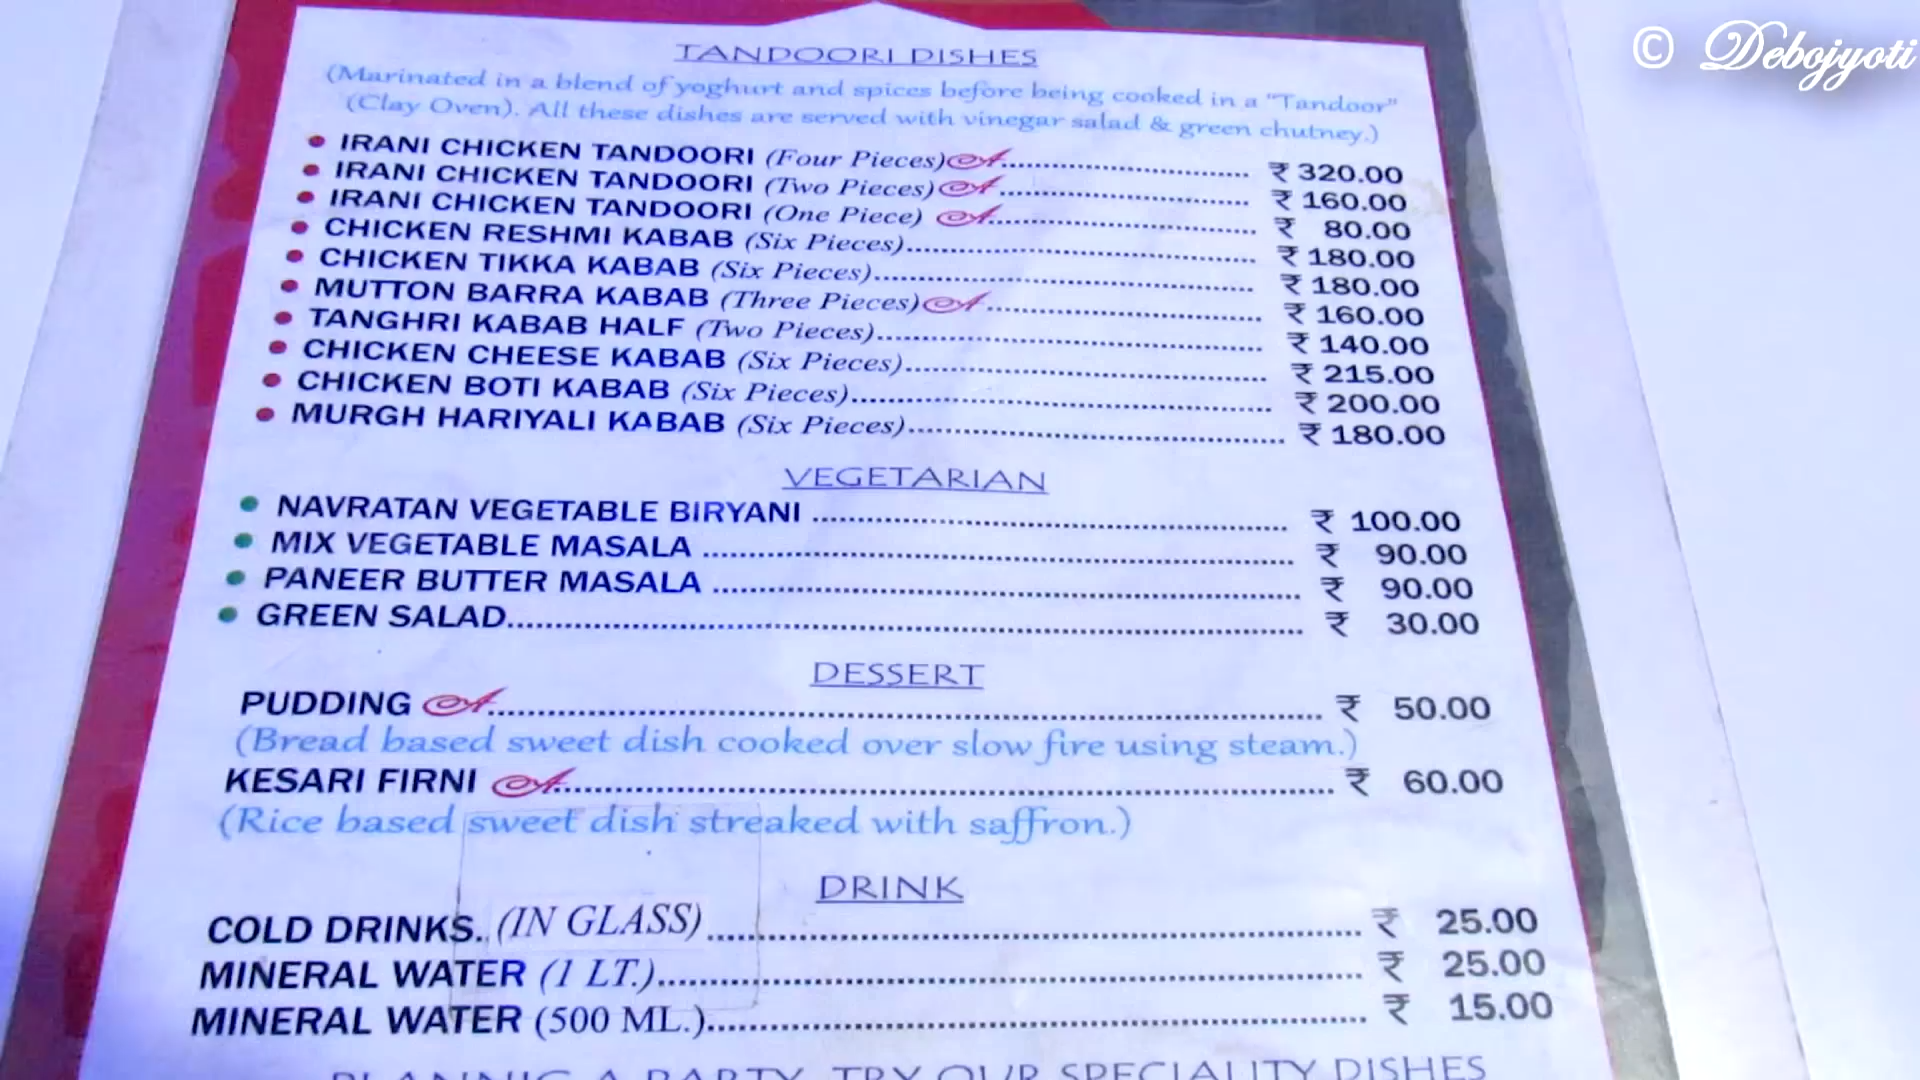 © Debojyoti
TANDOORI DISHES
(Marinated in a blend of yoghurt and spices before being cooked in a "Tandoor"
(Clay Oven). All these dishes are served with vinegar salad & green chutney.)
• IRANI CHICKEN TANDOORI (Four Pieces) A ........ ₹ 320.00
• IRANI CHICKEN TANDOORI (Two Pieces) A ........ ₹ 160.00
• IRANI CHICKEN TANDOORI (One Piece) A ........ ₹ 80.00
• CHICKEN RESHMI KABAB (Six Pieces)........ ₹ 180.00
• CHICKEN TIKKA KABAB (Six Pieces)........ ₹ 180.00
• MUTTON BARRA KABAB (Three Pieces) A ........ ₹ 160.00
• TANGHRI KABAB HALF (Two Pieces)........ ₹ 140.00
• CHICKEN CHEESE KABAB (Six Pieces)........ ₹ 215.00
• CHICKEN BOTI KABAB (Six Pieces)........ ₹ 200.00
• MURGH HARIYALI KABAB (Six Pieces)........ ₹ 180.00
VEGETARIAN
• NAVRATAN VEGETABLE BIRYANI ........ ₹ 100.00
• MIX VEGETABLE MASALA ........ ₹ 90.00
• PANEER BUTTER MASALA ........ ₹ 90.00
• GREEN SALAD........ ₹ 30.00
DESSERT
PUDDING A ........ ₹ 50.00
(Bread based sweet dish cooked over slow fire using steam.)
KESARI FIRNI A ........ ₹ 60.00
(Rice based sweet dish streaked with saffron.)
DRINK
COLD DRINKS. (IN GLASS) ........ ₹ 25.00
MINERAL WATER (1 LT.)........ ₹ 25.00
MINERAL WATER (500 ML.)........ ₹ 15.00
PLANNIG A PARTY, TRY OUR SPECIALITY DISHES